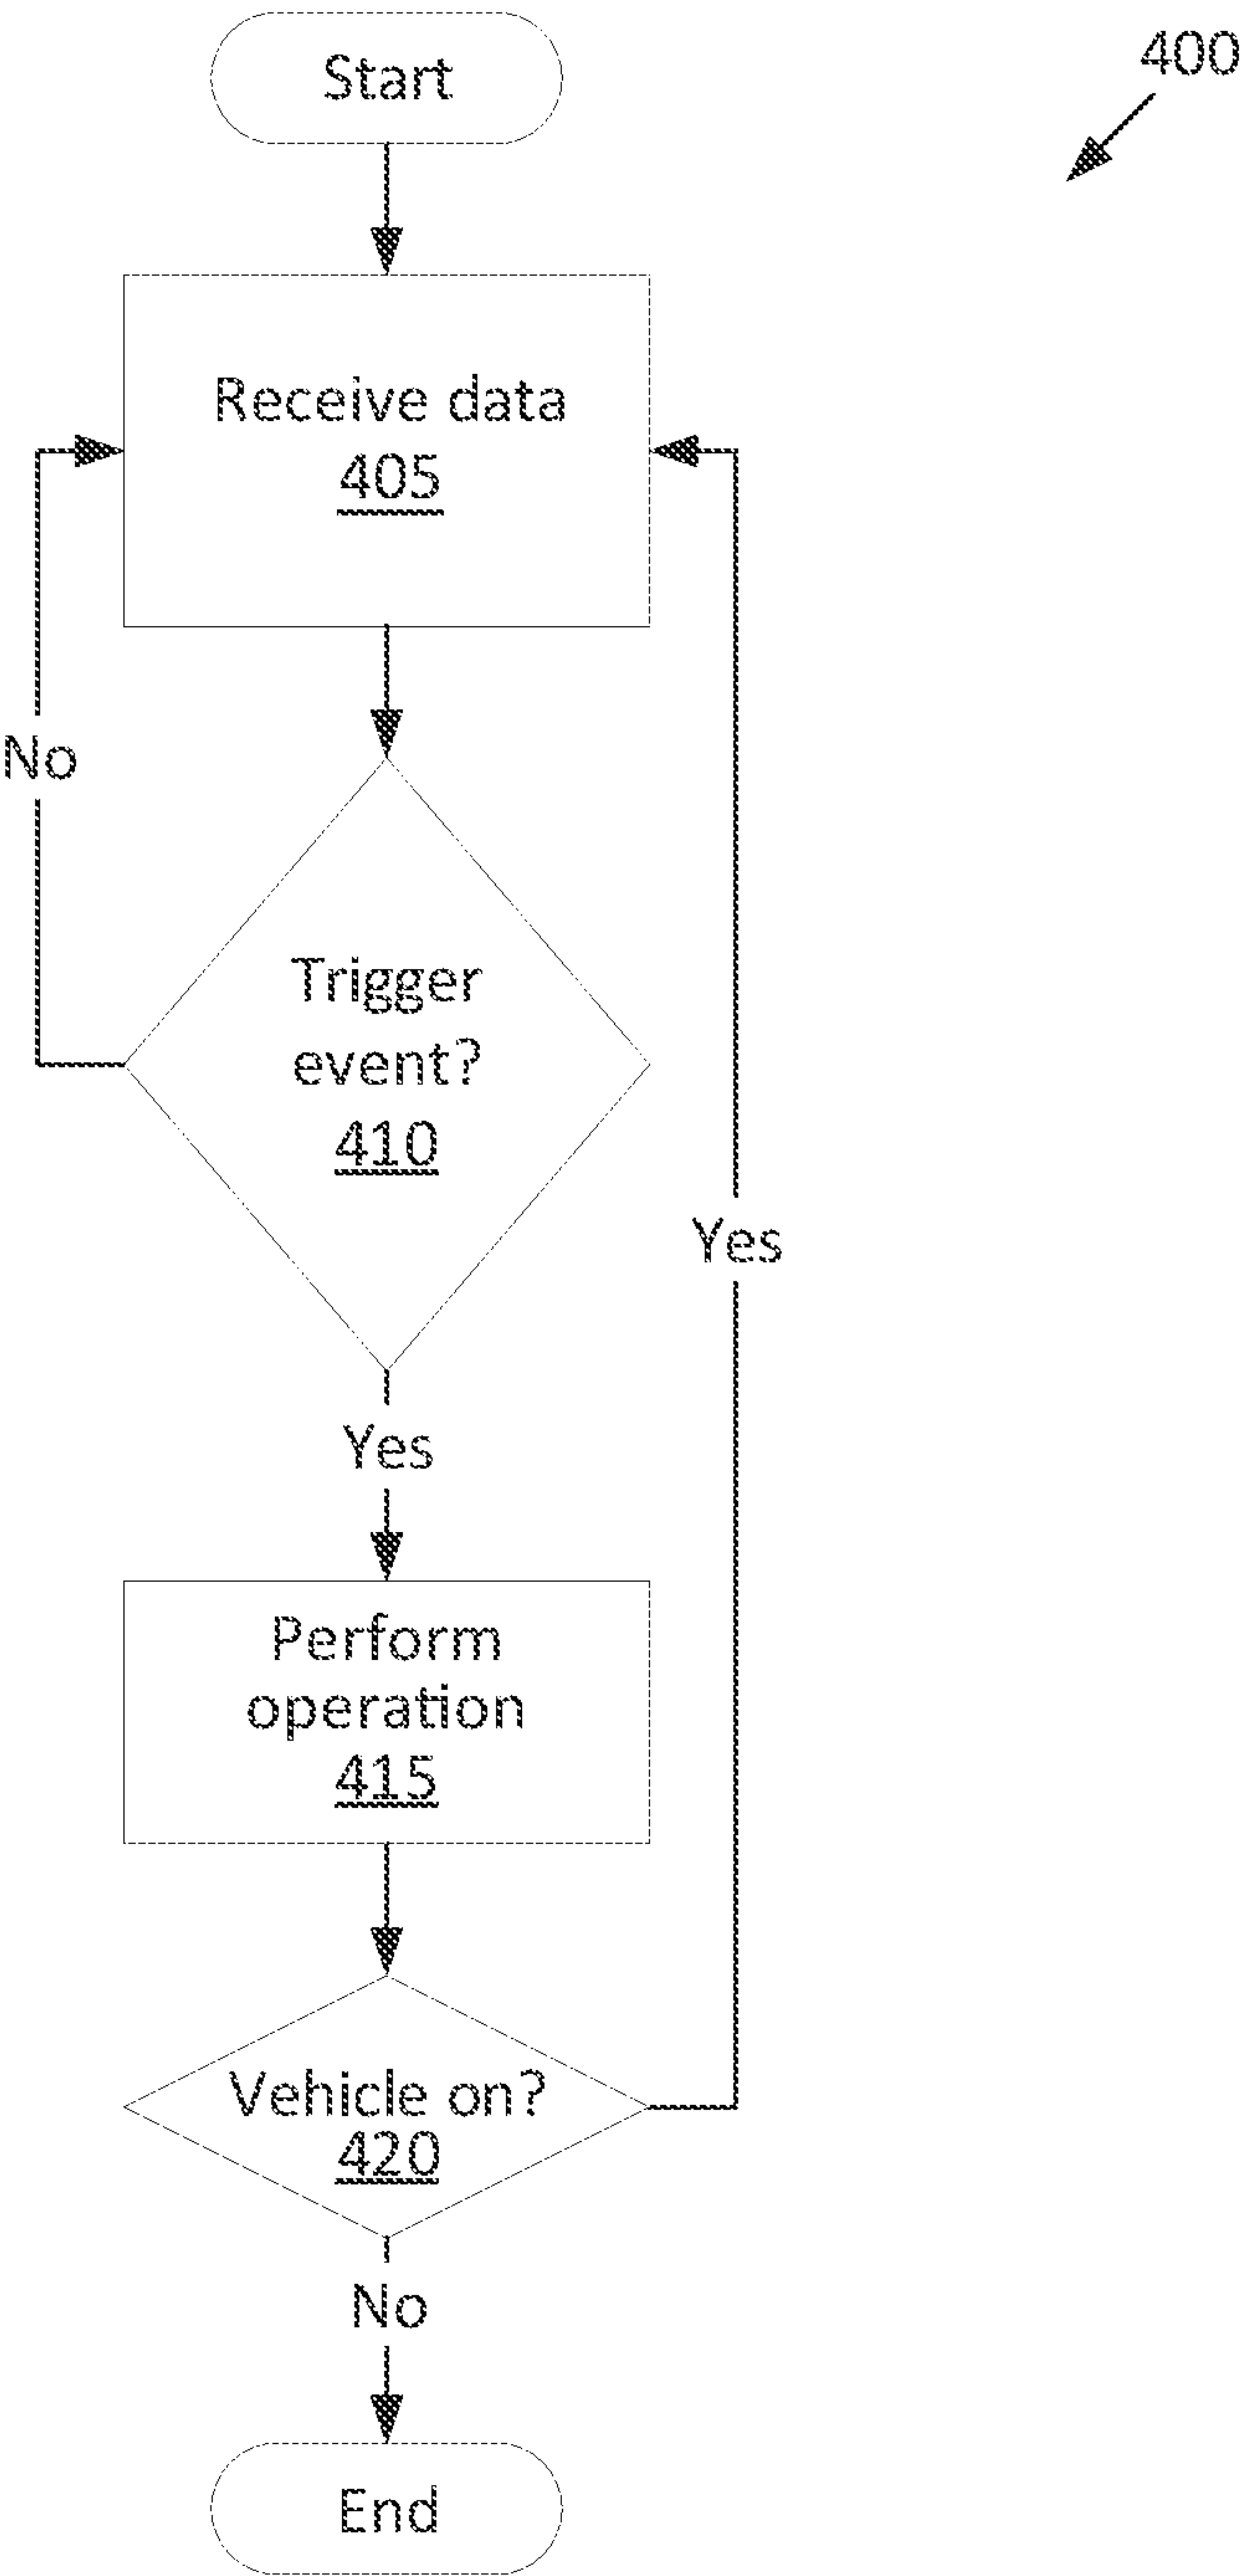 Start
400
Receive data
405
No
Trigger
event?
410
Yes
Yes
Perform
operation
415
Vehicle on?
420
No
End